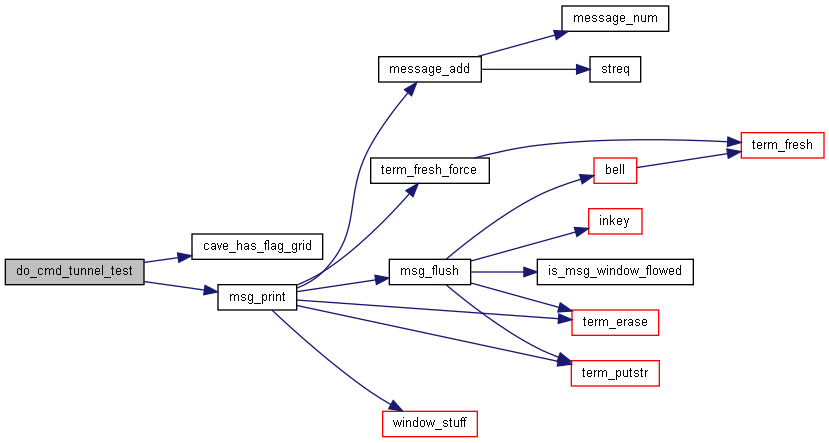 message_num
message_add
streq
term_fresh
term_fresh_force
bell
inkey
cave_has_flag_grid
do_cmd_tunnel_test
msg_flush
is_msg_window_flowed
msg_print
term_erase
term_putstr
window_stuff